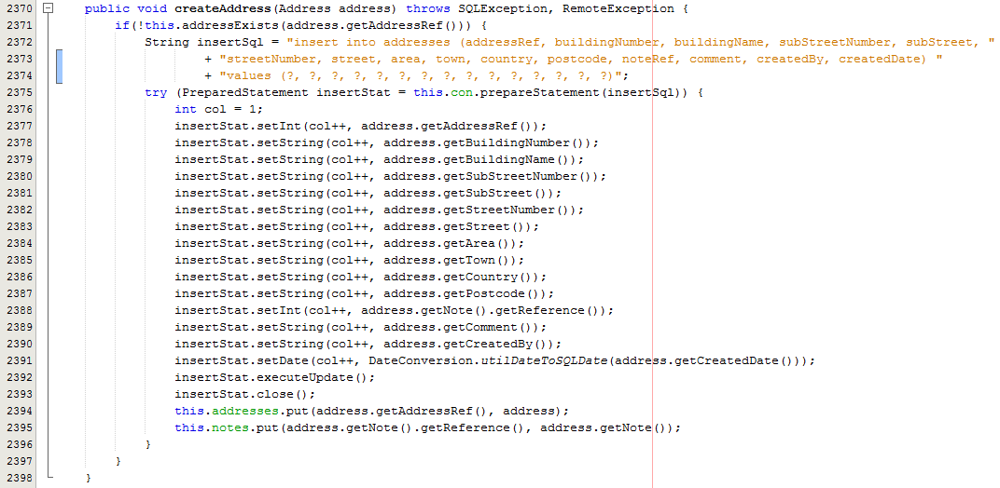 2370 public void createAddress(Address address) throws SQLException, RemoteException {
2371 if(!this.addressExists(address.getAddressRef())) {
2372 String insertSql = "insert into addresses (addressRef, buildingNumber, buildingName, subStreetNumber, subStreet, "
2373 + "streetNumber, street, area, town, country, postcode, noteRef, comment, createdBy, createdDate) "
2374 + "values (?, ?, ?, ?, ?, ?, ?, ?, ?, ?, ?, ?, ?, ?, ?)";
2375 try (PreparedStatement insertStat = this.con.prepareStatement(insertSql)) {
2376 int col = 1;
2377 insertStat.setInt(col++, address.getAddressRef());
2378 insertStat.setString(col++, address.getBuildingNumber());
2379 insertStat.setString(col++, address.getBuildingName());
2380 insertStat.setString(col++, address.getSubStreetNumber());
2381 insertStat.setString(col++, address.getSubStreet());
2382 insertStat.setString(col++, address.getStreetNumber());
2383 insertStat.setString(col++, address.getStreet());
2384 insertStat.setString(col++, address.getArea());
2385 insertStat.setString(col++, address.getTown());
2386 insertStat.setString(col++, address.getCountry());
2387 insertStat.setString(col++, address.getPostcode());
2388 insertStat.setInt(col++, address.getNote().getReference());
2389 insertStat.setString(col++, address.getComment());
2390 insertStat.setString(col++, address.getCreatedBy());
2391 insertStat.setDate(col++, DateConversion.utilDateToSQLDate(address.getCreatedDate()));
2392 insertStat.executeUpdate();
2393 insertStat.close();
2394 this.addresses.put(address.getAddressRef(), address);
2395 this.notes.put(address.getNote().getReference(), address.getNote());
2396 }
2397 }
2398 }